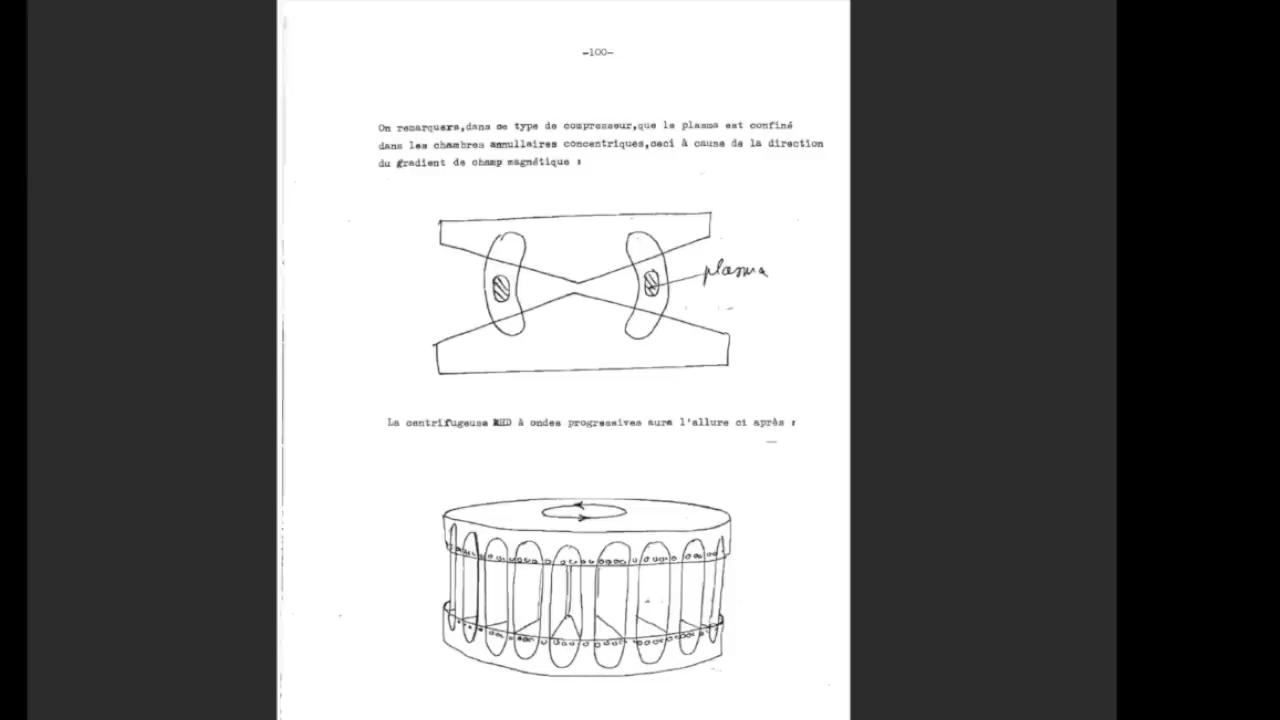 -100-
On remarquera,dans ce type de compresseur,que le plasma est confiné
dans les chambres annullaires concentriques,ceci à cause de la direction
du gradient de champ magnétique :
plasma
La centrifugeuse MHD à ondes progressives aura l'allure ci après :